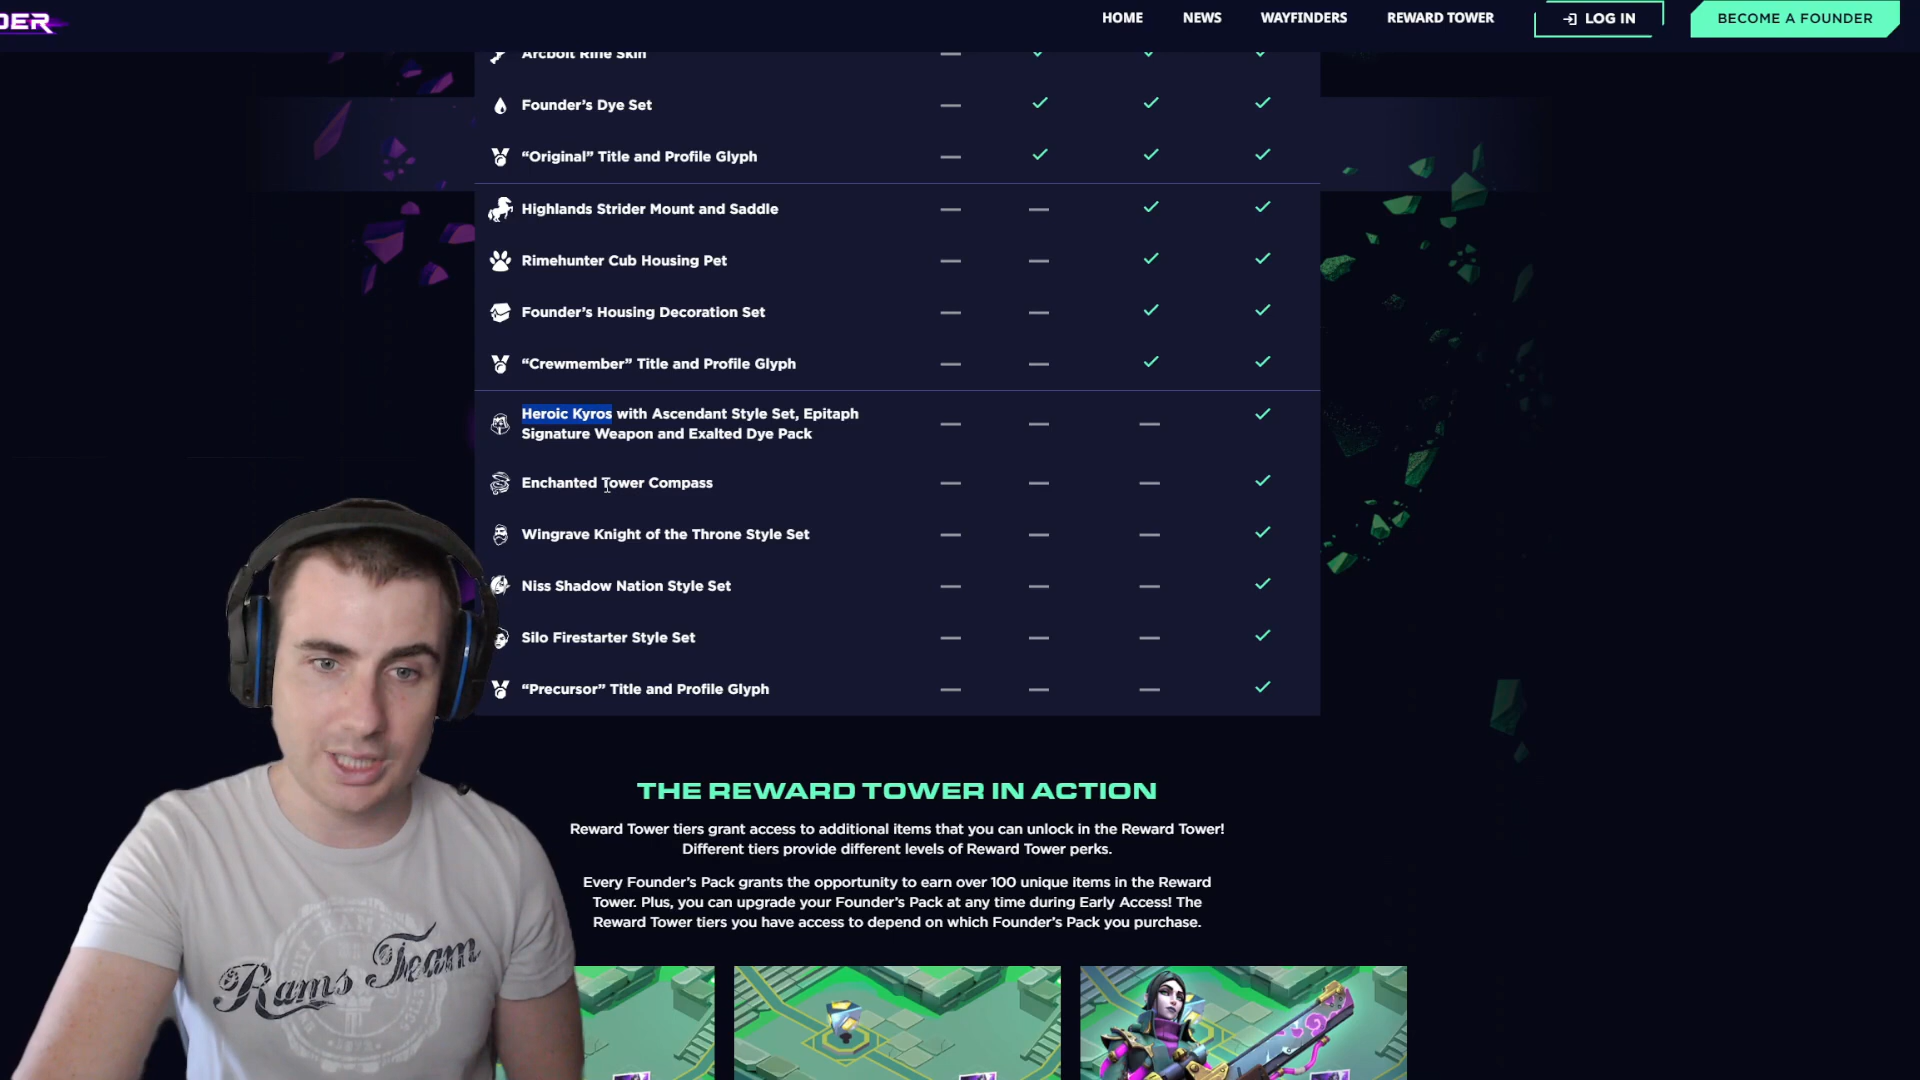 DER
HOME
NEWS
WAYFINDERS
REWARD TOWER
LOG IN
BECOME A FOUNDER
Arcbolt Rifle Skin
Founder's Dye Set
“Original” Title and Profile Glyph
Highlands Strider Mount and Saddle
Rimehunter Cub Housing Pet
Founder's Housing Decoration Set
“Crewmember” Title and Profile Glyph
Heroic Kyros with Ascendant Style Set, Epitaph
Signature Weapon and Exalted Dye Pack
Enchanted Tower Compass
Wingrave Knight of the Throne Style Set
Niss Shadow Nation Style Set
Silo Firestarter Style Set
“Precursor” Title and Profile Glyph
THE REWARD TOWER IN ACTION
Reward Tower tiers grant access to additional items that you can unlock in the Reward Tower!
Different tiers provide different levels of Reward Tower perks.
Every Founder's Pack grants the opportunity to earn over 100 unique items in the Reward
Tower. Plus, you can upgrade your Founder's Pack at any time during Early Access! The
Reward Tower tiers you have access to depend on which Founder's Pack you purchase.
Rams Team